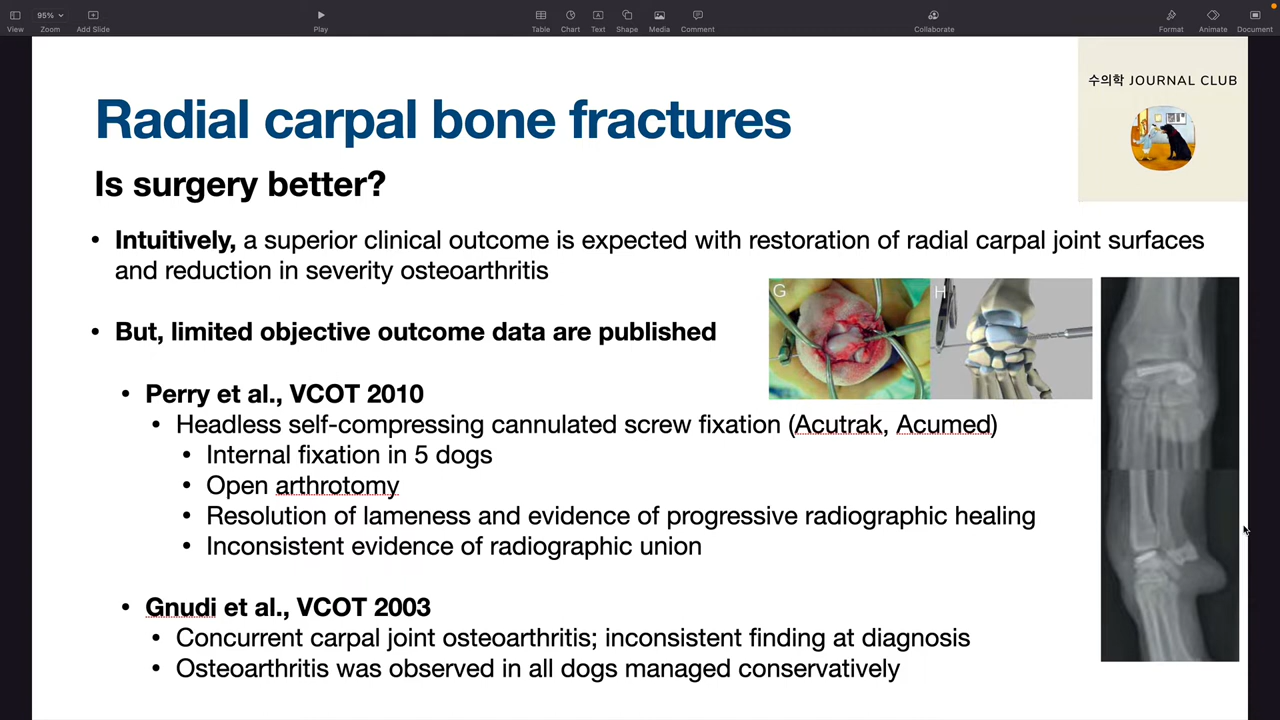 95%
View
Zoom
Add Slide
Play
Table
Chart
Text
Shape
Media
Comment
Collaborate
Format
Animate
Document
수의학 JOURNAL CLUB
Radial carpal bone fractures
Is surgery better?
• Intuitively, a superior clinical outcome is expected with restoration of radial carpal joint surfaces
and reduction in severity osteoarthritis
G
H
• But, limited objective outcome data are published
• Perry et al., VCOT 2010
• Headless self-compressing cannulated screw fixation (Acutrak, Acumed)
• Internal fixation in 5 dogs
• Open arthrotomy
• Resolution of lameness and evidence of progressive radiographic healing
• Inconsistent evidence of radiographic union
• Gnudi et al., VCOT 2003
• Concurrent carpal joint osteoarthritis; inconsistent finding at diagnosis
• Osteoarthritis was observed in all dogs managed conservatively